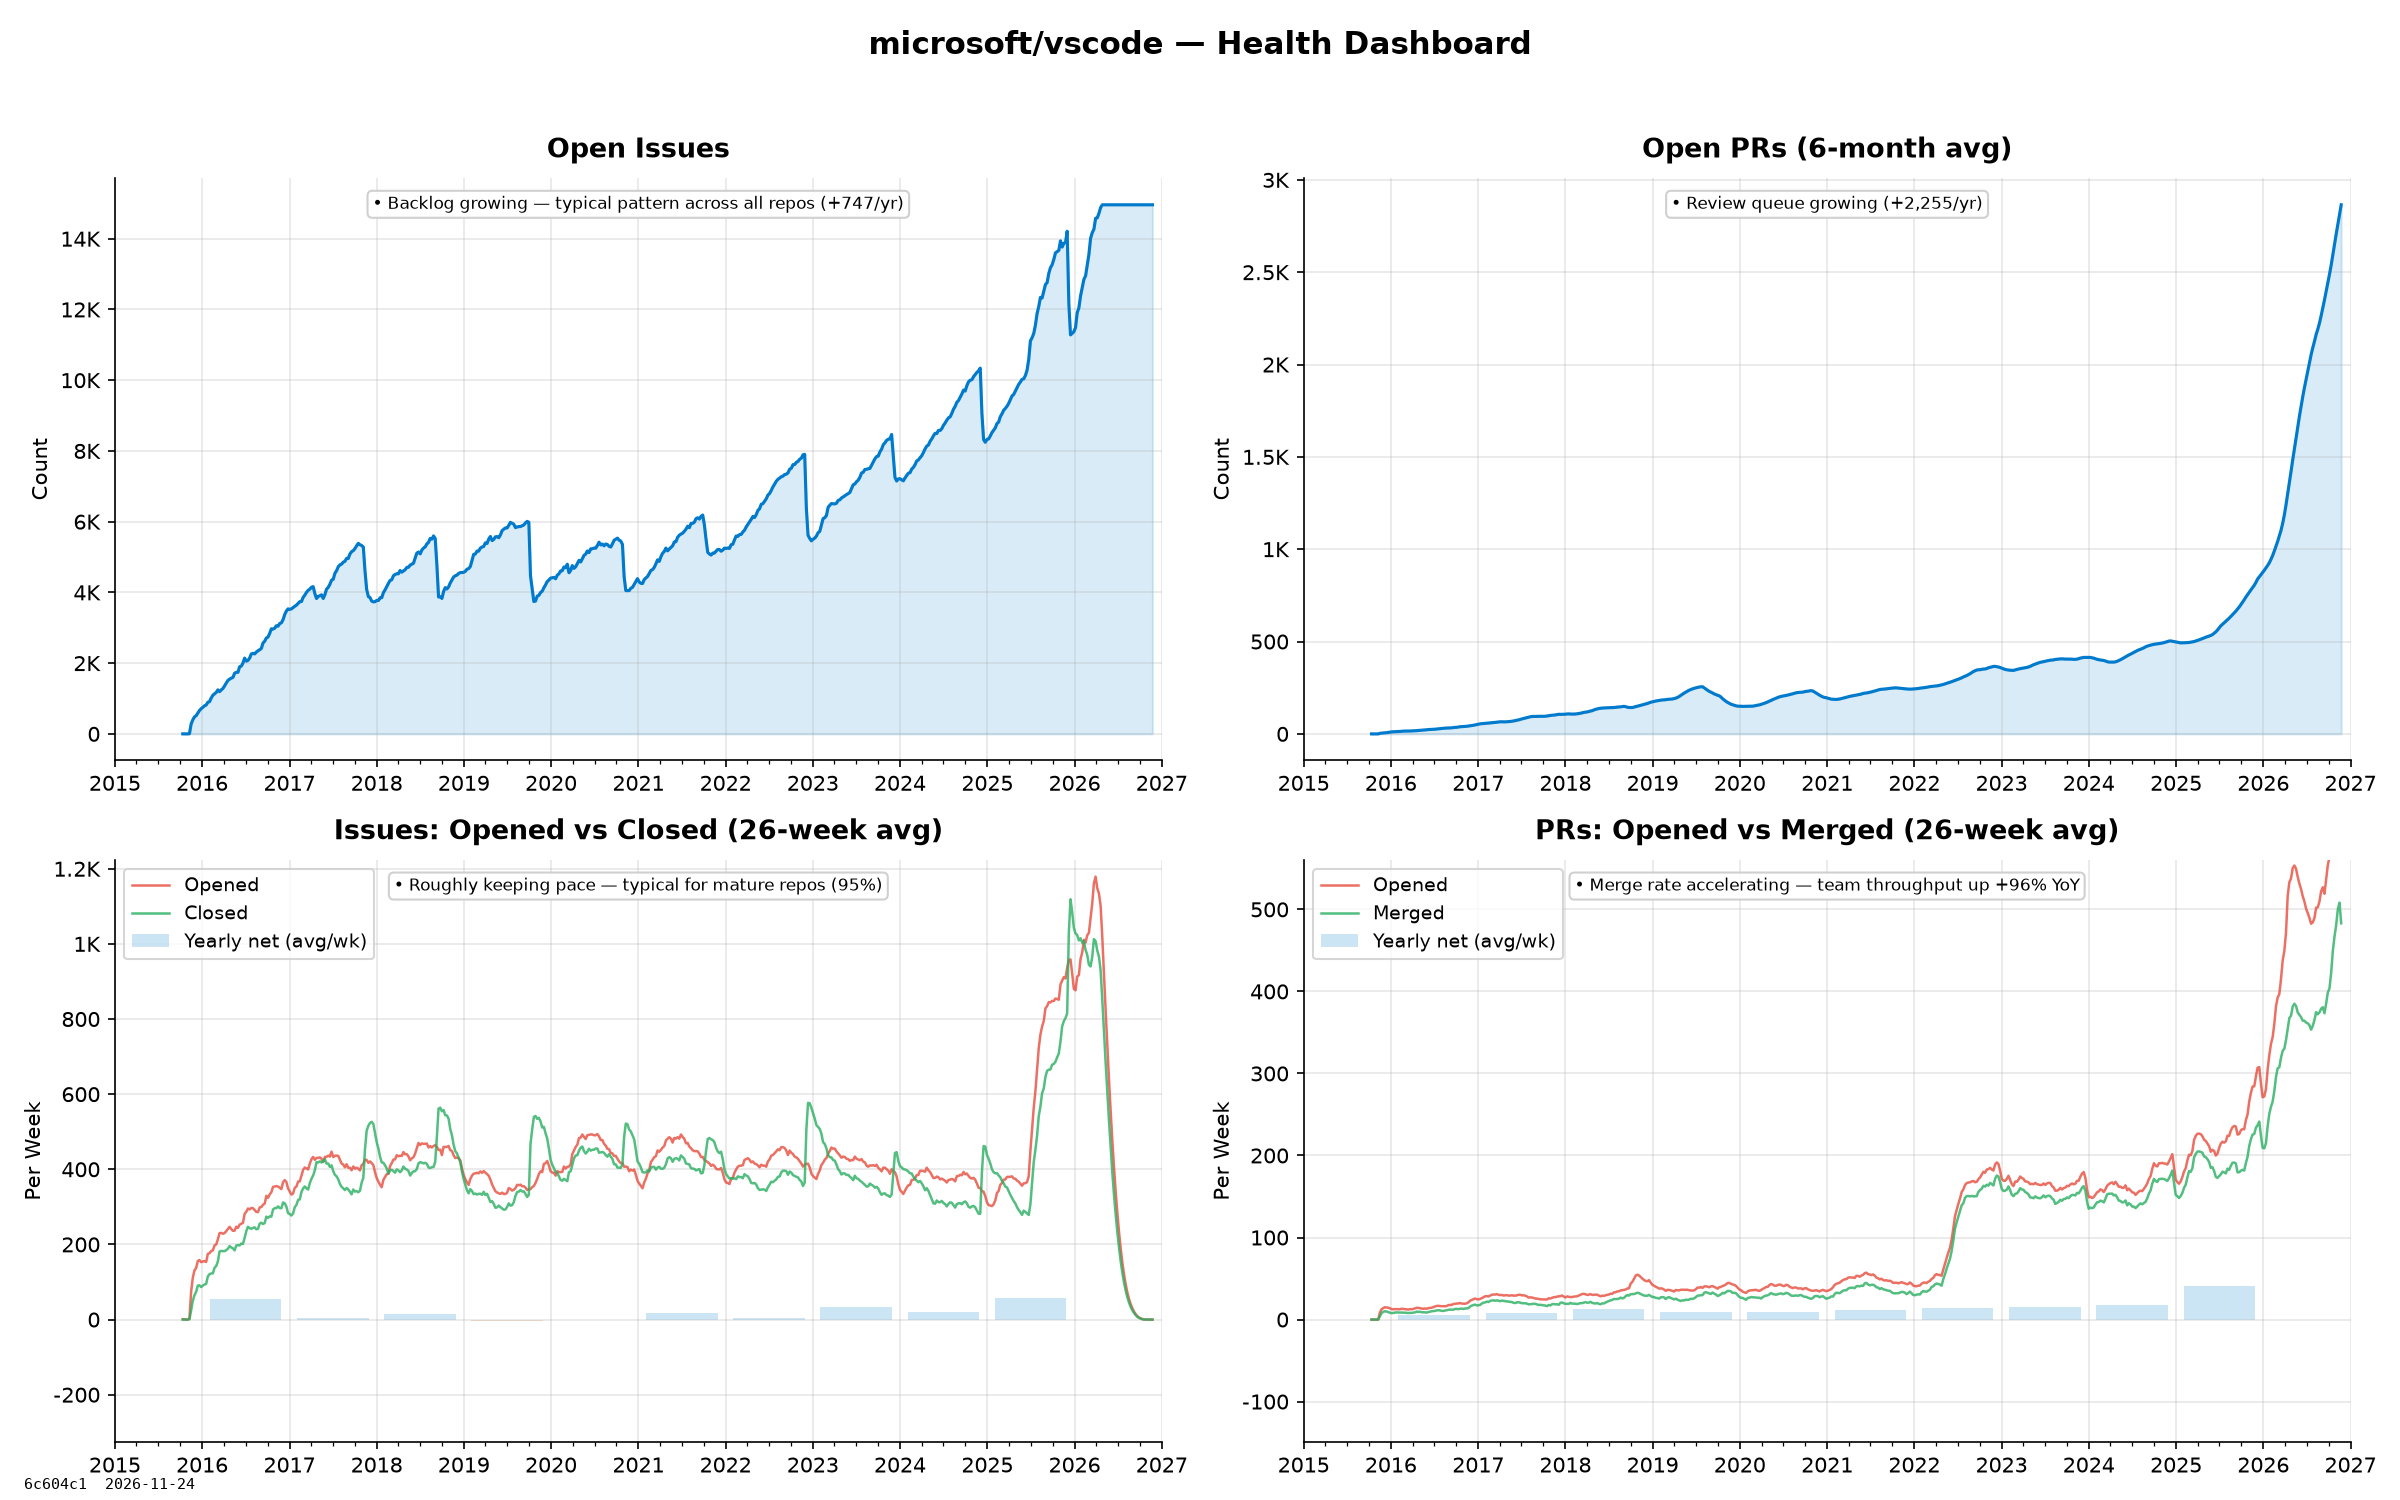 microsoft/vscode — Health Dashboard
Open Issues
• Backlog growing — typical pattern across all repos (+747/yr)
Count
14K
12K
10K
8K
6K
4K
2K
0
2015 2016 2017 2018 2019 2020 2021 2022 2023 2024 2025 2026 2027
Open PRs (6-month avg)
• Review queue growing (+2,255/yr)
Count
3K
2.5K
2K
1.5K
1K
500
0
2015 2016 2017 2018 2019 2020 2021 2022 2023 2024 2025 2026 2027
Issues: Opened vs Closed (26-week avg)
Opened
Closed
Yearly net (avg/wk)
• Roughly keeping pace — typical for mature repos (95%)
Per Week
1.2K
1K
800
600
400
200
0
-200
2015 2016 2017 2018 2019 2020 2021 2022 2023 2024 2025 2026 2027
PRs: Opened vs Merged (26-week avg)
Opened
Merged
Yearly net (avg/wk)
• Merge rate accelerating — team throughput up +96% YoY
Per Week
500
400
300
200
100
0
-100
2015 2016 2017 2018 2019 2020 2021 2022 2023 2024 2025 2026 2027
6c604c1 2026-11-24